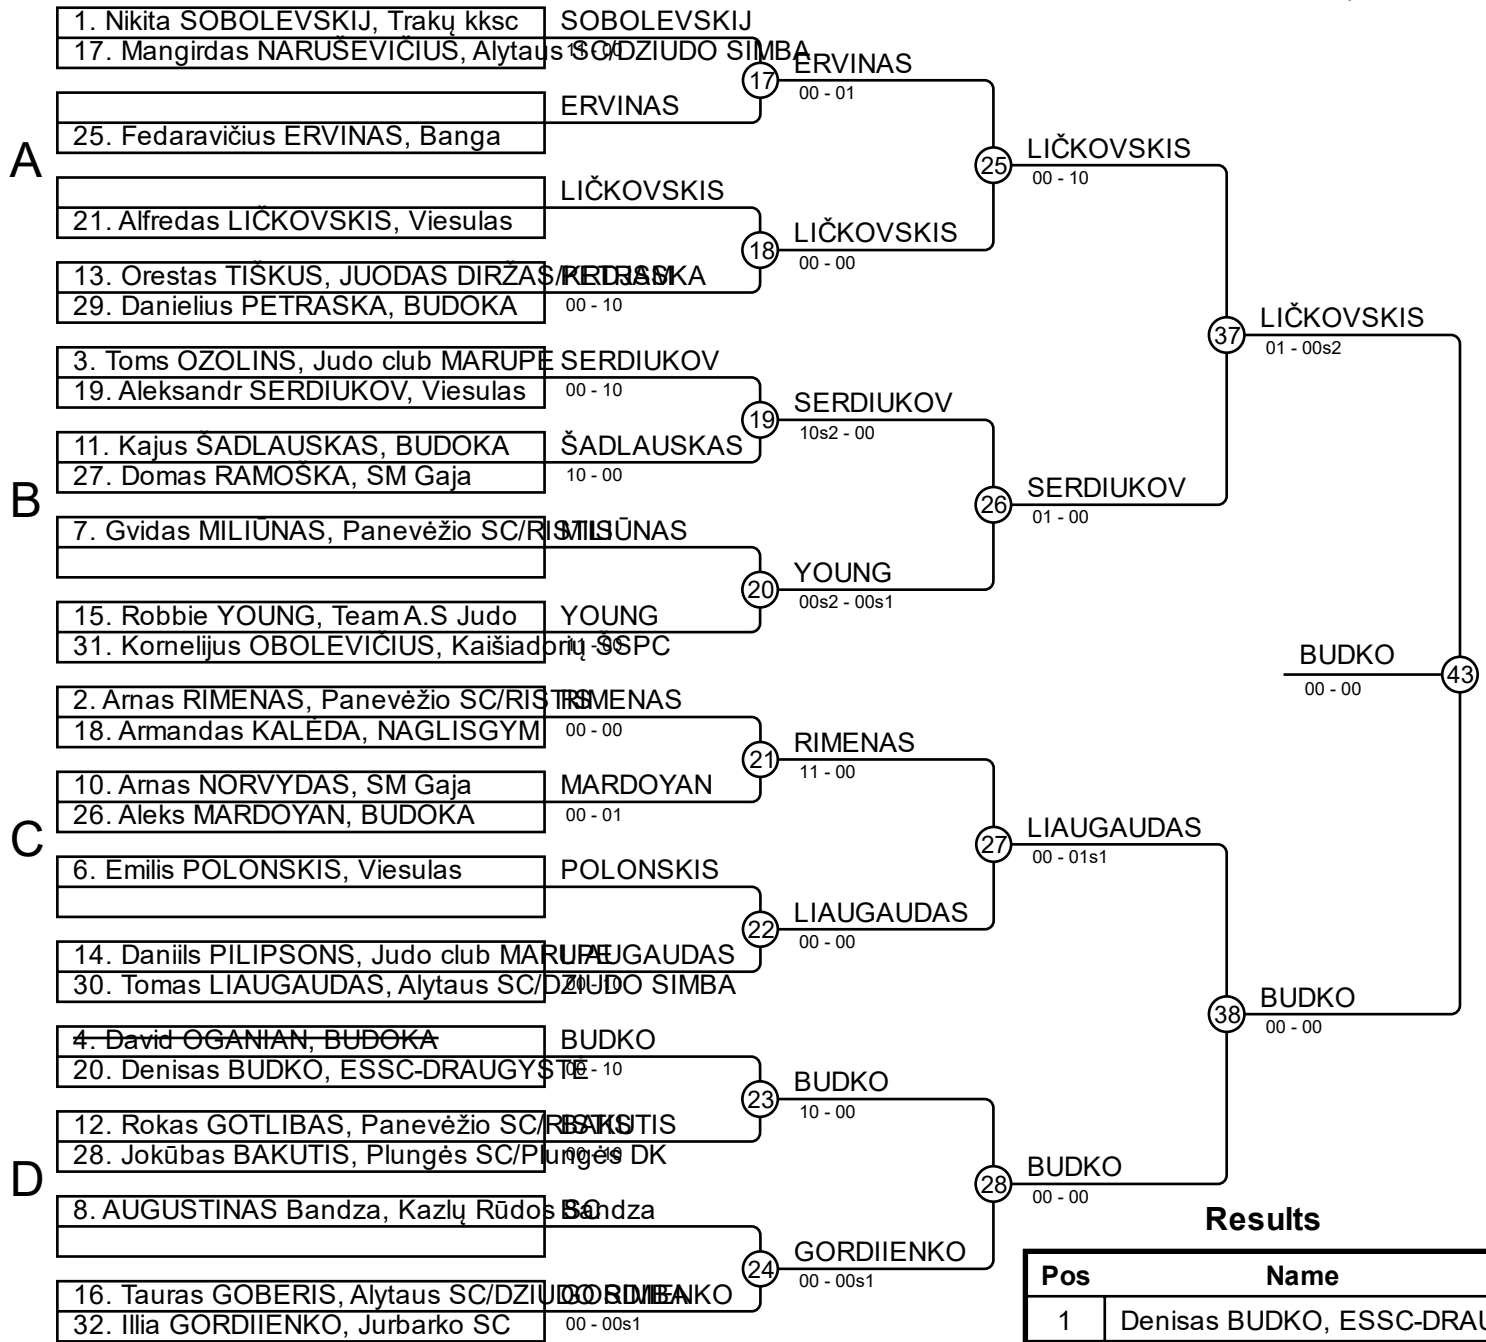 1. Nikita SOBOLEVSKIJ, Trakų kksc
SOBOLEVSKIJ
17. Mangirdas NARUŠEVIČIUS, Alytaus SC/DZIUDO SIMBA
11 - 00
17
ERVINAS
00 - 01
ERVINAS
25. Fedaravičius ERVINAS, Banga
A
25
LIČKOVSKIS
00 - 10
LIČKOVSKIS
21. Alfredas LIČKOVSKIS, Viesulas
18
LIČKOVSKIS
00 - 00
13. Orestas TIŠKUS, JUODAS DIRŽAS/
PETRASKA
29. Danielius PETRASKA, BUDOKA
00 - 10
37
LIČKOVSKIS
01 - 00s2
3. Toms OZOLINS, Judo club MARUPE
SERDIUKOV
19. Aleksandr SERDIUKOV, Viesulas
00 - 10
19
SERDIUKOV
10s2 - 00
11. Kajus ŠADLAUSKAS, BUDOKA
ŠADLAUSKAS
27. Domas RAMOŠKA, SM Gaja
10 - 00
B
26
SERDIUKOV
01 - 00
7. Gvidas MILIŪNAS, Panevėžio SC/RISTIS
MILIŪNAS
20
YOUNG
00s2 - 00s1
15. Robbie YOUNG, Team A.S Judo
YOUNG
31. Kornelijus OBOLEVIČIUS, Kaišiadorių ŠSPC
11 - 00
BUDKO
00 - 00
43
2. Arnas RIMENAS, Panevėžio SC/RISTIS
RIMENAS
18. Armandas KALĖDA, NAGLISGYM
00 - 00
21
RIMENAS
11 - 00
10. Arnas NORVYDAS, SM Gaja
MARDOYAN
26. Aleks MARDOYAN, BUDOKA
00 - 01
C
27
LIAUGAUDAS
00 - 01s1
6. Emilis POLONSKIS, Viesulas
POLONSKIS
22
LIAUGAUDAS
00 - 00
14. Daniils PILIPSONS, Judo club MARUPE
LIAUGAUDAS
30. Tomas LIAUGAUDAS, Alytaus SC/DZIUDO SIMBA
00 - 10
38
BUDKO
00 - 00
4. David OGANIAN, BUDOKA
BUDKO
20. Denisas BUDKO, ESSC-DRAUGYSTĖ
00 - 10
23
BUDKO
10 - 00
12. Rokas GOTLIBAS, Panevėžio SC/RISTIS
BAKUTIS
28. Jokūbas BAKUTIS, Plungės SC/Plungės DK
00 - 10
D
28
BUDKO
00 - 00
8. AUGUSTINAS Bandza, Kazlų Rūdos SC
Bandza
24
GORDIIENKO
00 - 00s1
16. Tauras GOBERIS, Alytaus SC/DZIUDO SIMBA
GORDIIENKO
32. Illia GORDIIENKO, Jurbarko SC
00 - 00s1
Results
Pos Name
1 Denisas BUDKO, ESSC-DRAU